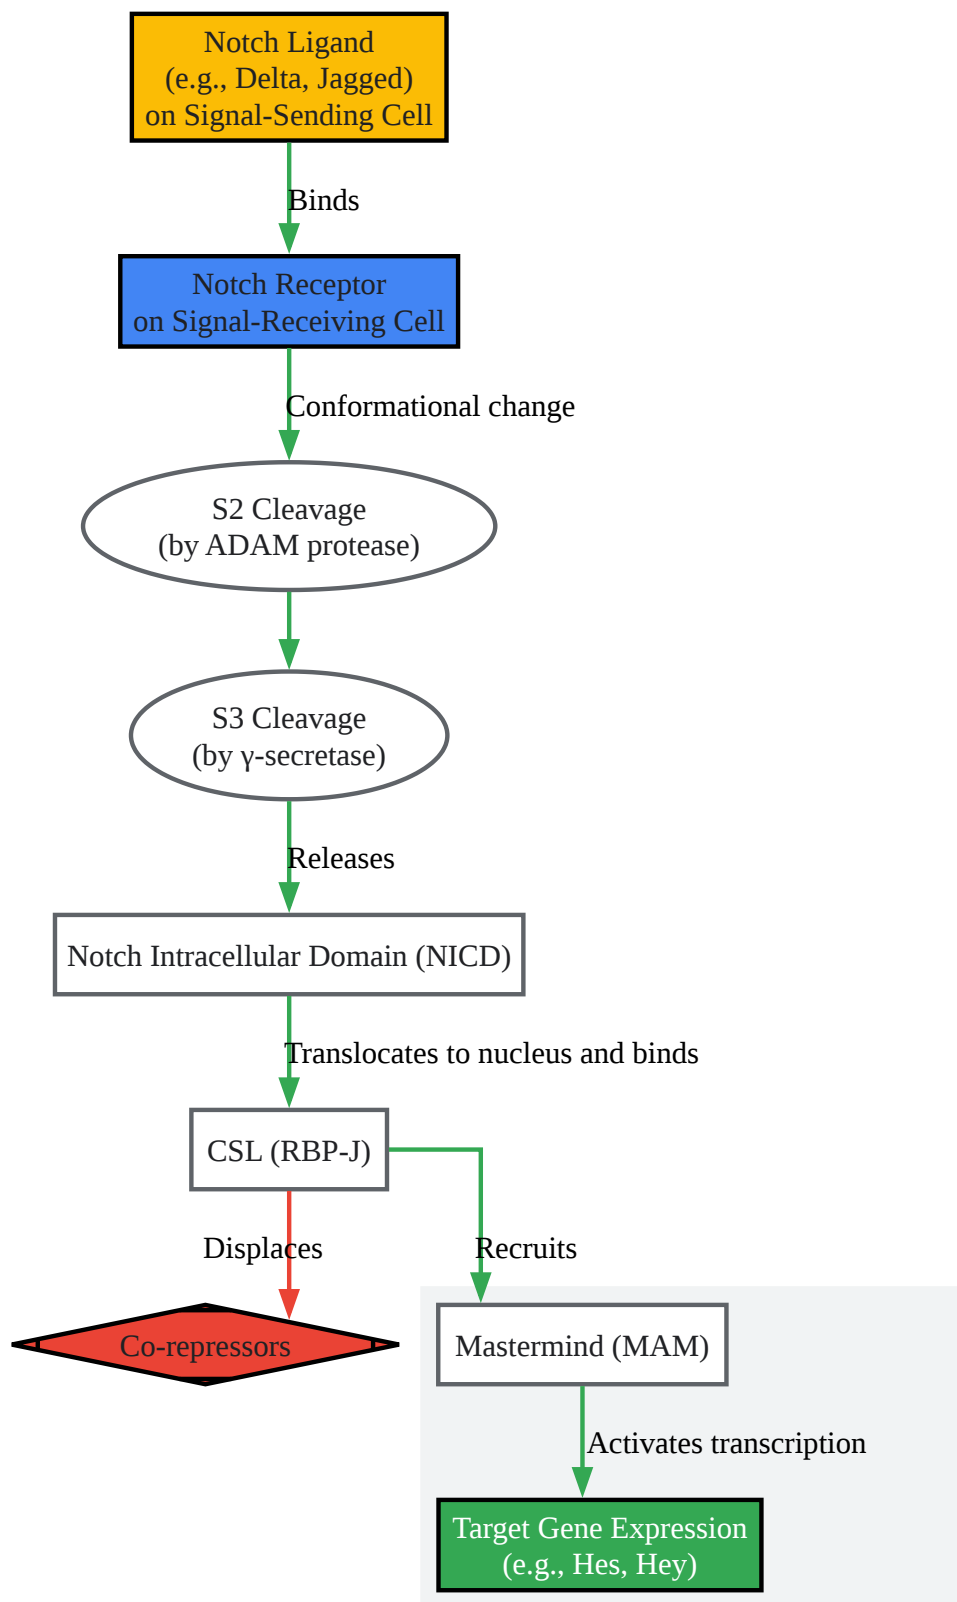 Notch Ligand
(e.g., Delta, Jagged)
on Signal-Sending Cell
Binds
Notch Receptor
on Signal-Receiving Cell
Conformational change
S2 Cleavage
(by ADAM protease)
S3 Cleavage
(by γ-secretase)
Releases
Notch Intracellular Domain (NICD)
Translocates to nucleus and binds
CSL (RBP-J)
Displaces
Recruits
Co-repressors
Mastermind (MAM)
Activates transcription
Target Gene Expression
(e.g., Hes, Hey)